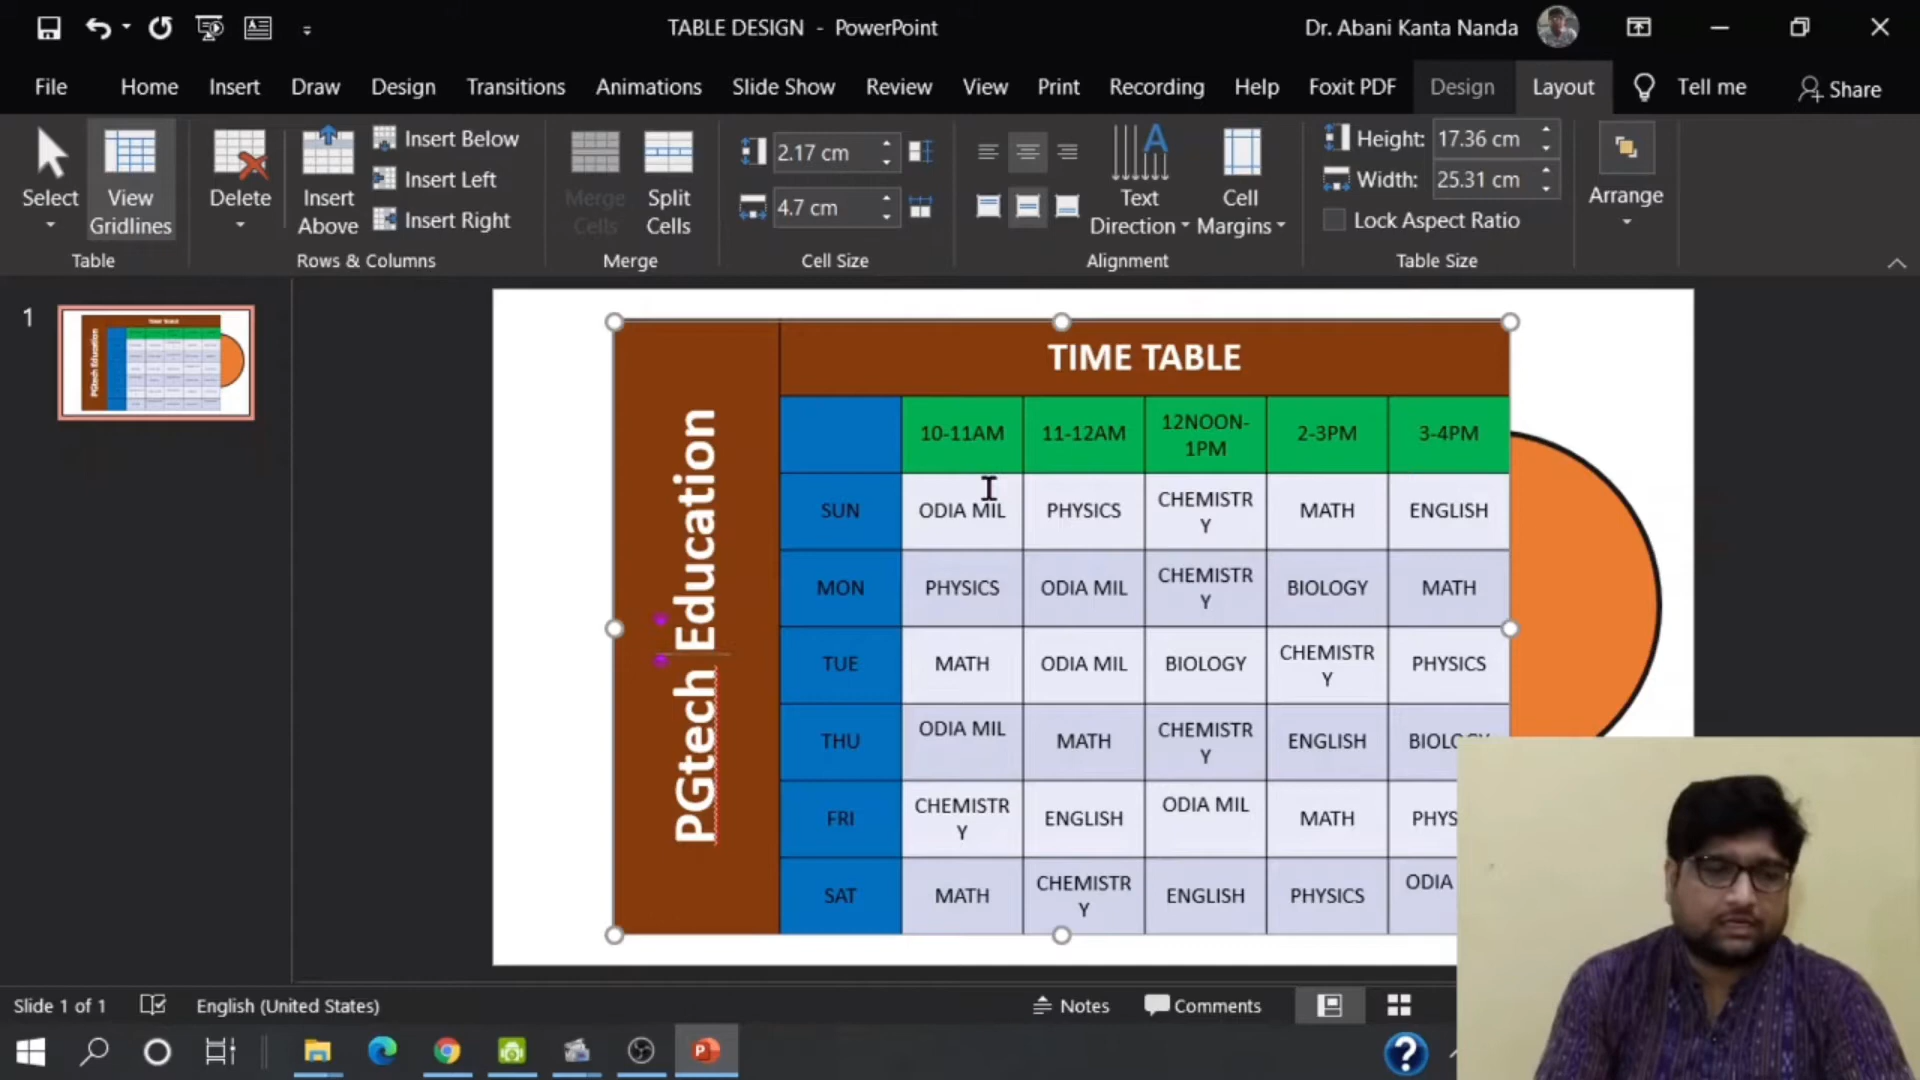 TABLE DESIGN - PowerPoint
Dr. Abani Kanta Nanda
File Home Insert Draw Design Transitions Animations Slide Show Review View Print Recording Help Foxit PDF Design Layout Tell me Share
Select
View Gridlines
Table
Delete
Insert Above
Insert Below
Insert Left
Insert Right
Rows & Columns
Merge Cells
Split Cells
Merge
2.17 cm
4.7 cm
Cell Size
Text Direction
Cell Margins
Alignment
Height: 17.36 cm
Width: 25.31 cm
Lock Aspect Ratio
Table Size
Arrange
1
PGtech Education
TIME TABLE
10-11AM 11-12AM 12NOON-1PM 2-3PM 3-4PM
SUN ODIA MIL PHYSICS CHEMISTRY MATH ENGLISH
MON PHYSICS ODIA MIL CHEMISTRY BIOLOGY MATH
TUE MATH ODIA MIL BIOLOGY CHEMISTRY PHYSICS
THU ODIA MIL MATH CHEMISTRY ENGLISH
FRI CHEMISTRY ENGLISH ODIA MIL MATH PHYS
SAT MATH CHEMISTRY ENGLISH PHYSICS ODIA
Slide 1 of 1 English (United States) Notes Comments